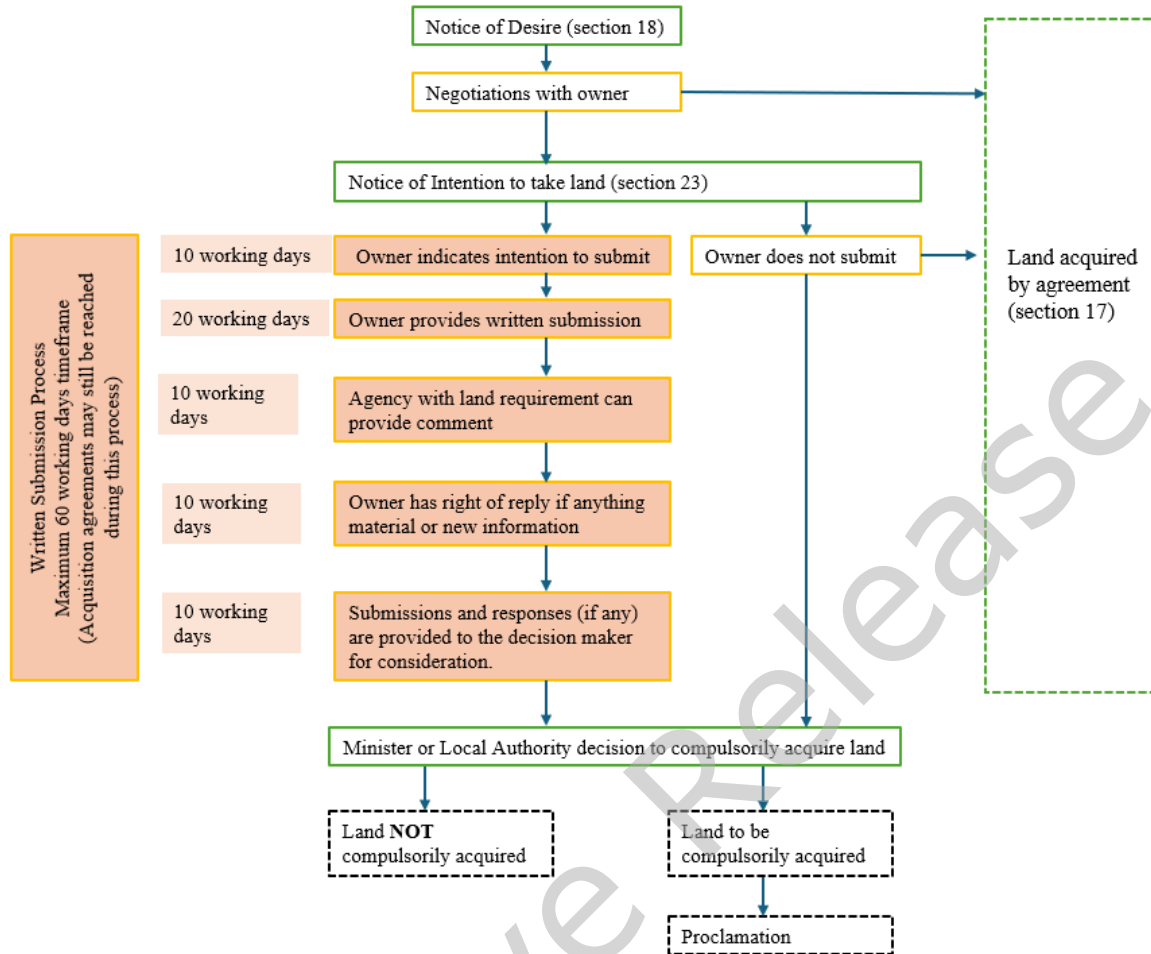 Notice of Desire (section 18)
Negotiations with owner
Notice of Intention to take land (section 23)
Written Submission Process
Maximum 60 working days timeframe
(Acquisition agreements may still be reached
during this process)
10 working days
Owner indicates intention to submit
Owner does not submit
Land acquired
by agreement
(section 17)
20 working days
Owner provides written submission
10 working
days
Agency with land requirement can
provide comment
10 working
days
Owner has right of reply if anything
material or new information
10 working
days
Submissions and responses (if any)
are provided to the decision maker
for consideration.
Minister or Local Authority decision to compulsorily acquire land
Land NOT
compulsorily acquired
Land to be
compulsorily acquired
Proclamation
ve Release